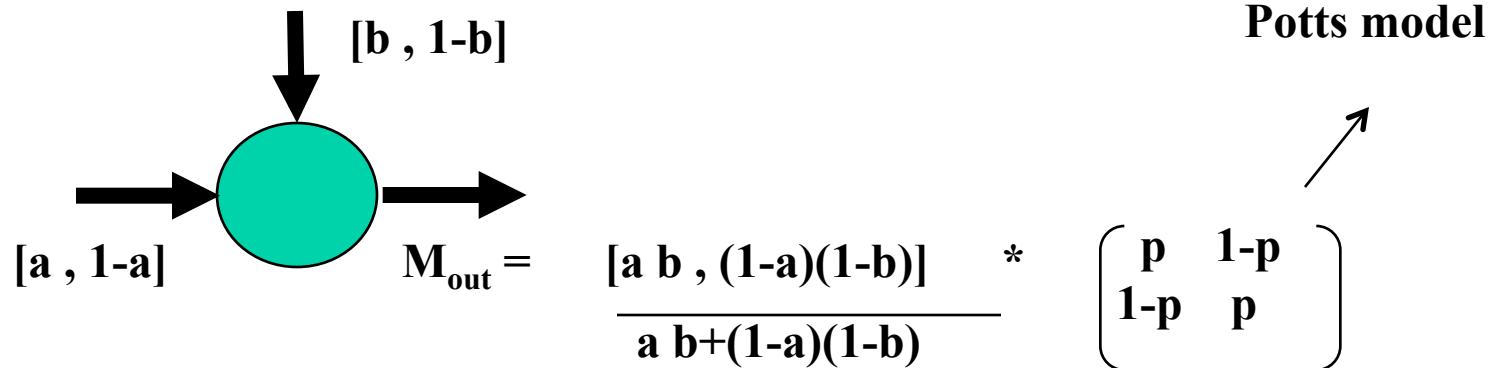 Potts model
[b , 1-b]
[a , 1-a]
M_out = [a b , (1-a)(1-b)] * p 1-p
a b+(1-a)(1-b) 1-p p